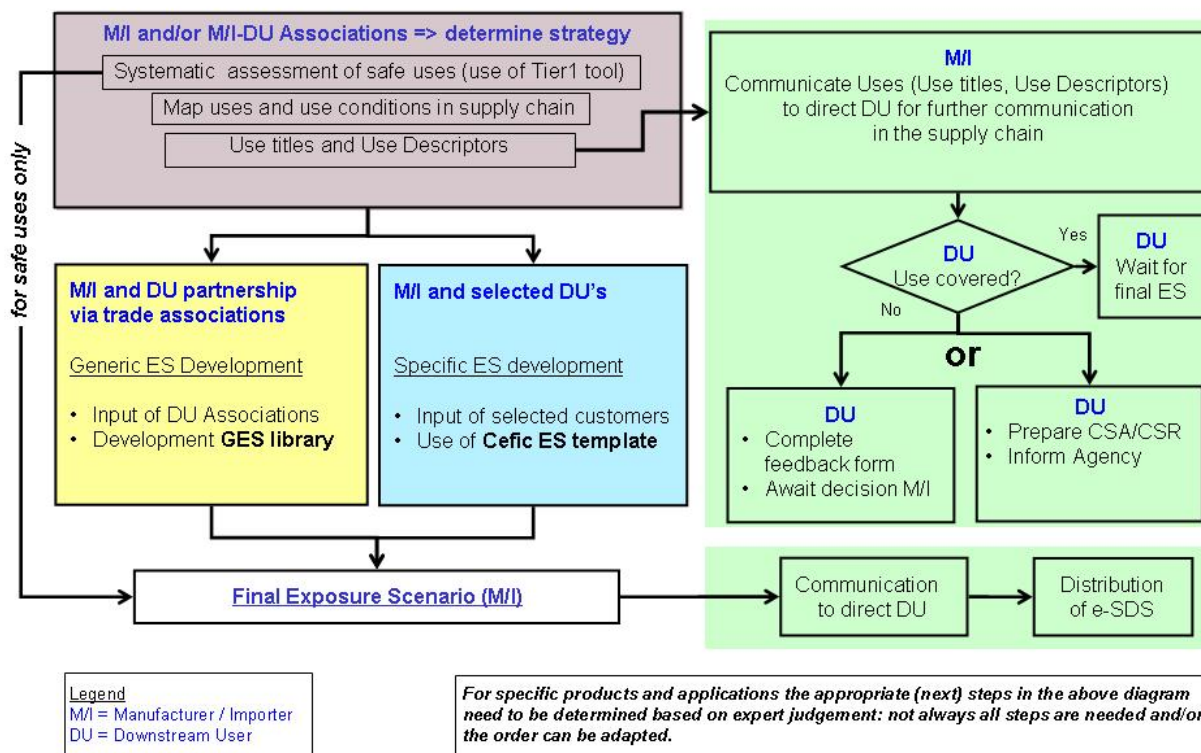 M/I and/or M/I-DU Associations => determine strategy
Systematic assessment of safe uses (use of Tier1 tool)
Map uses and use conditions in supply chain
Use titles and Use Descriptors
for safe uses only
M/I
Communicate Uses (Use titles, Use Descriptors)
to direct DU for further communication
in the supply chain
DU
Use covered?
Yes
No
DU
Wait for
final ES
or
DU
• Complete
feedback form
• Await decision M/I
DU
• Prepare CSA/CSR
• Inform Agency
M/I and DU partnership
via trade associations
Generic ES Development
• Input of DU Associations
• Development GES library
M/I and selected DU's
Specific ES development
• Input of selected customers
• Use of Cefic ES template
Final Exposure Scenario (M/I)
Communication
to direct DU
Distribution
of e-SDS
Legend
M/I = Manufacturer / Importer
DU = Downstream User
For specific products and applications the appropriate (next) steps in the above diagram
need to be determined based on expert judgement: not always all steps are needed and/or
the order can be adapted.